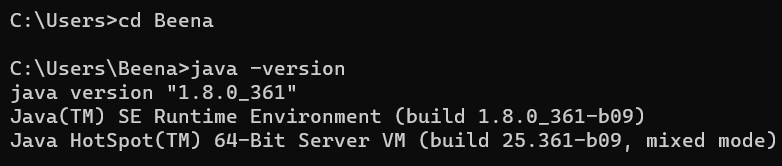 C:\Users>cd Beena
C:\Users\Beena>java -version
java version "1.8.0_361"
Java(TM) SE Runtime Environment (build 1.8.0_361-b09)
Java HotSpot(TM) 64-Bit Server VM (build 25.361-b09, mixed mode)